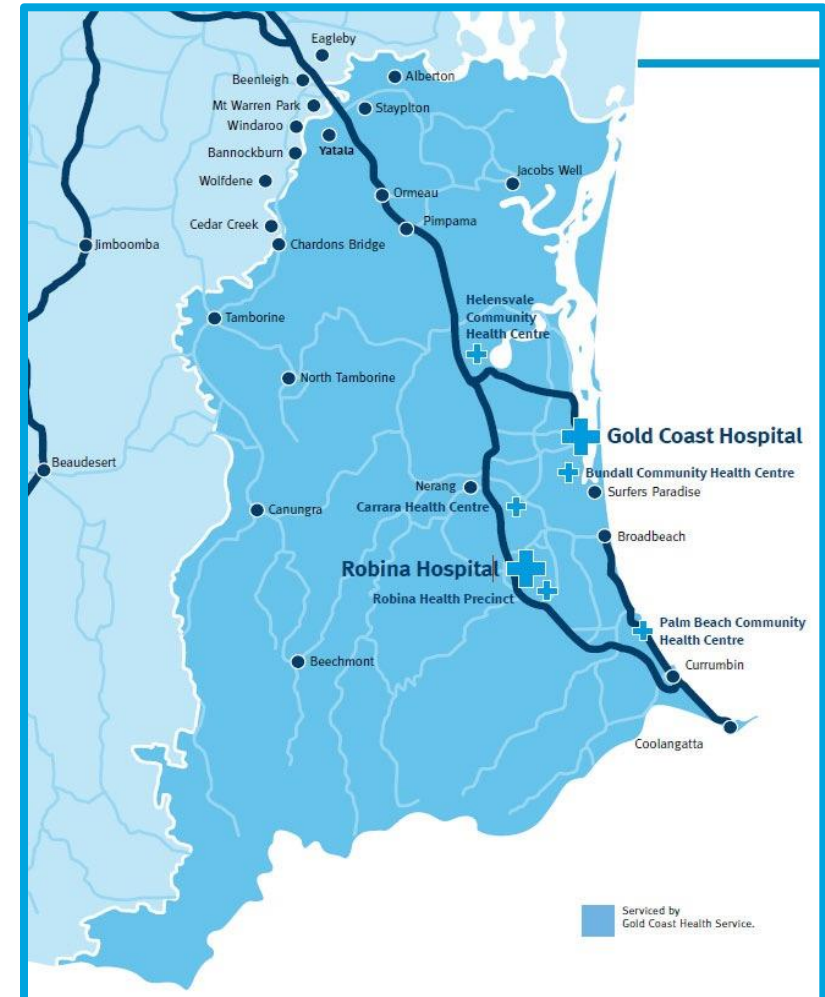 Eagleby
Beenleigh
Alberton
Mt Warren Park
Stayplton
Windaroo
Yatala
Bannockburn
Wolfdene
Jacobs Well
Ormeau
Cedar Creek
Pimpama
Jimboomba
Chardons Bridge
Helensvale
Community
Health Centre
Tamborine
North Tamborine
Gold Coast Hospital
Beaudesert
Bundall Community Health Centre
Nerang
Surfers Paradise
Carrara Health Centre
Canungra
Broadbeach
Robina Hospital
Robina Health Precinct
Palm Beach Community
Health Centre
Beechmont
Currumbin
Coolangatta
Serviced by
Gold Coast Health Service.